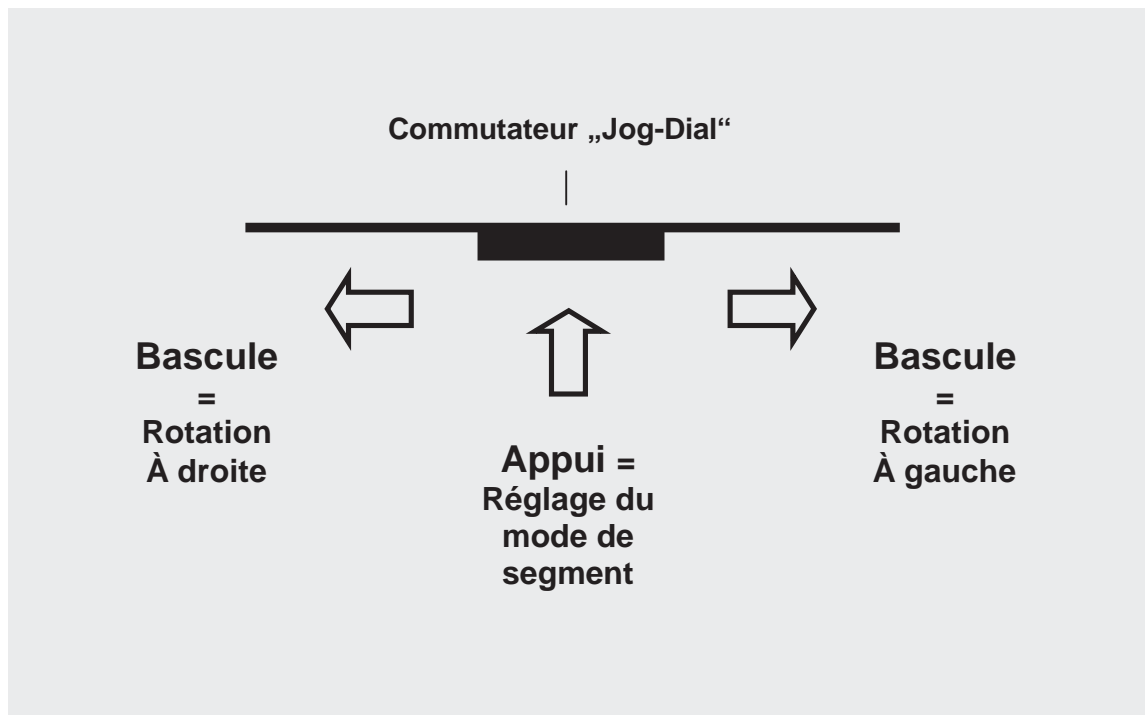 Commutateur „Jog-Dial“
Bascule
=
Rotation
À droite
Appui =
Réglage du
mode de
segment
Bascule
=
Rotation
À gauche